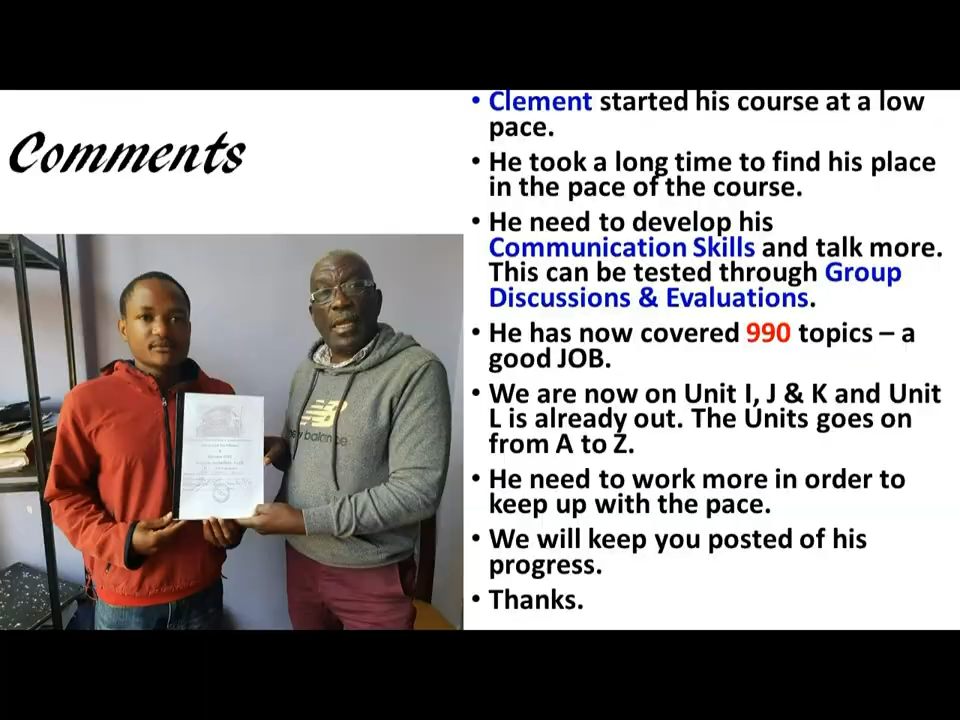 Comments
• Clement started his course at a low
pace.
• He took a long time to find his place
in the pace of the course.
• He need to develop his
Communication Skills and talk more.
This can be tested through Group
Discussions & Evaluations.
• He has now covered 990 topics – a
good JOB.
• We are now on Unit I, J & K and Unit
L is already out. The Units goes on
from A to Z.
• He need to work more in order to
keep up with the pace.
• We will keep you posted of his
progress.
• Thanks.
new balance